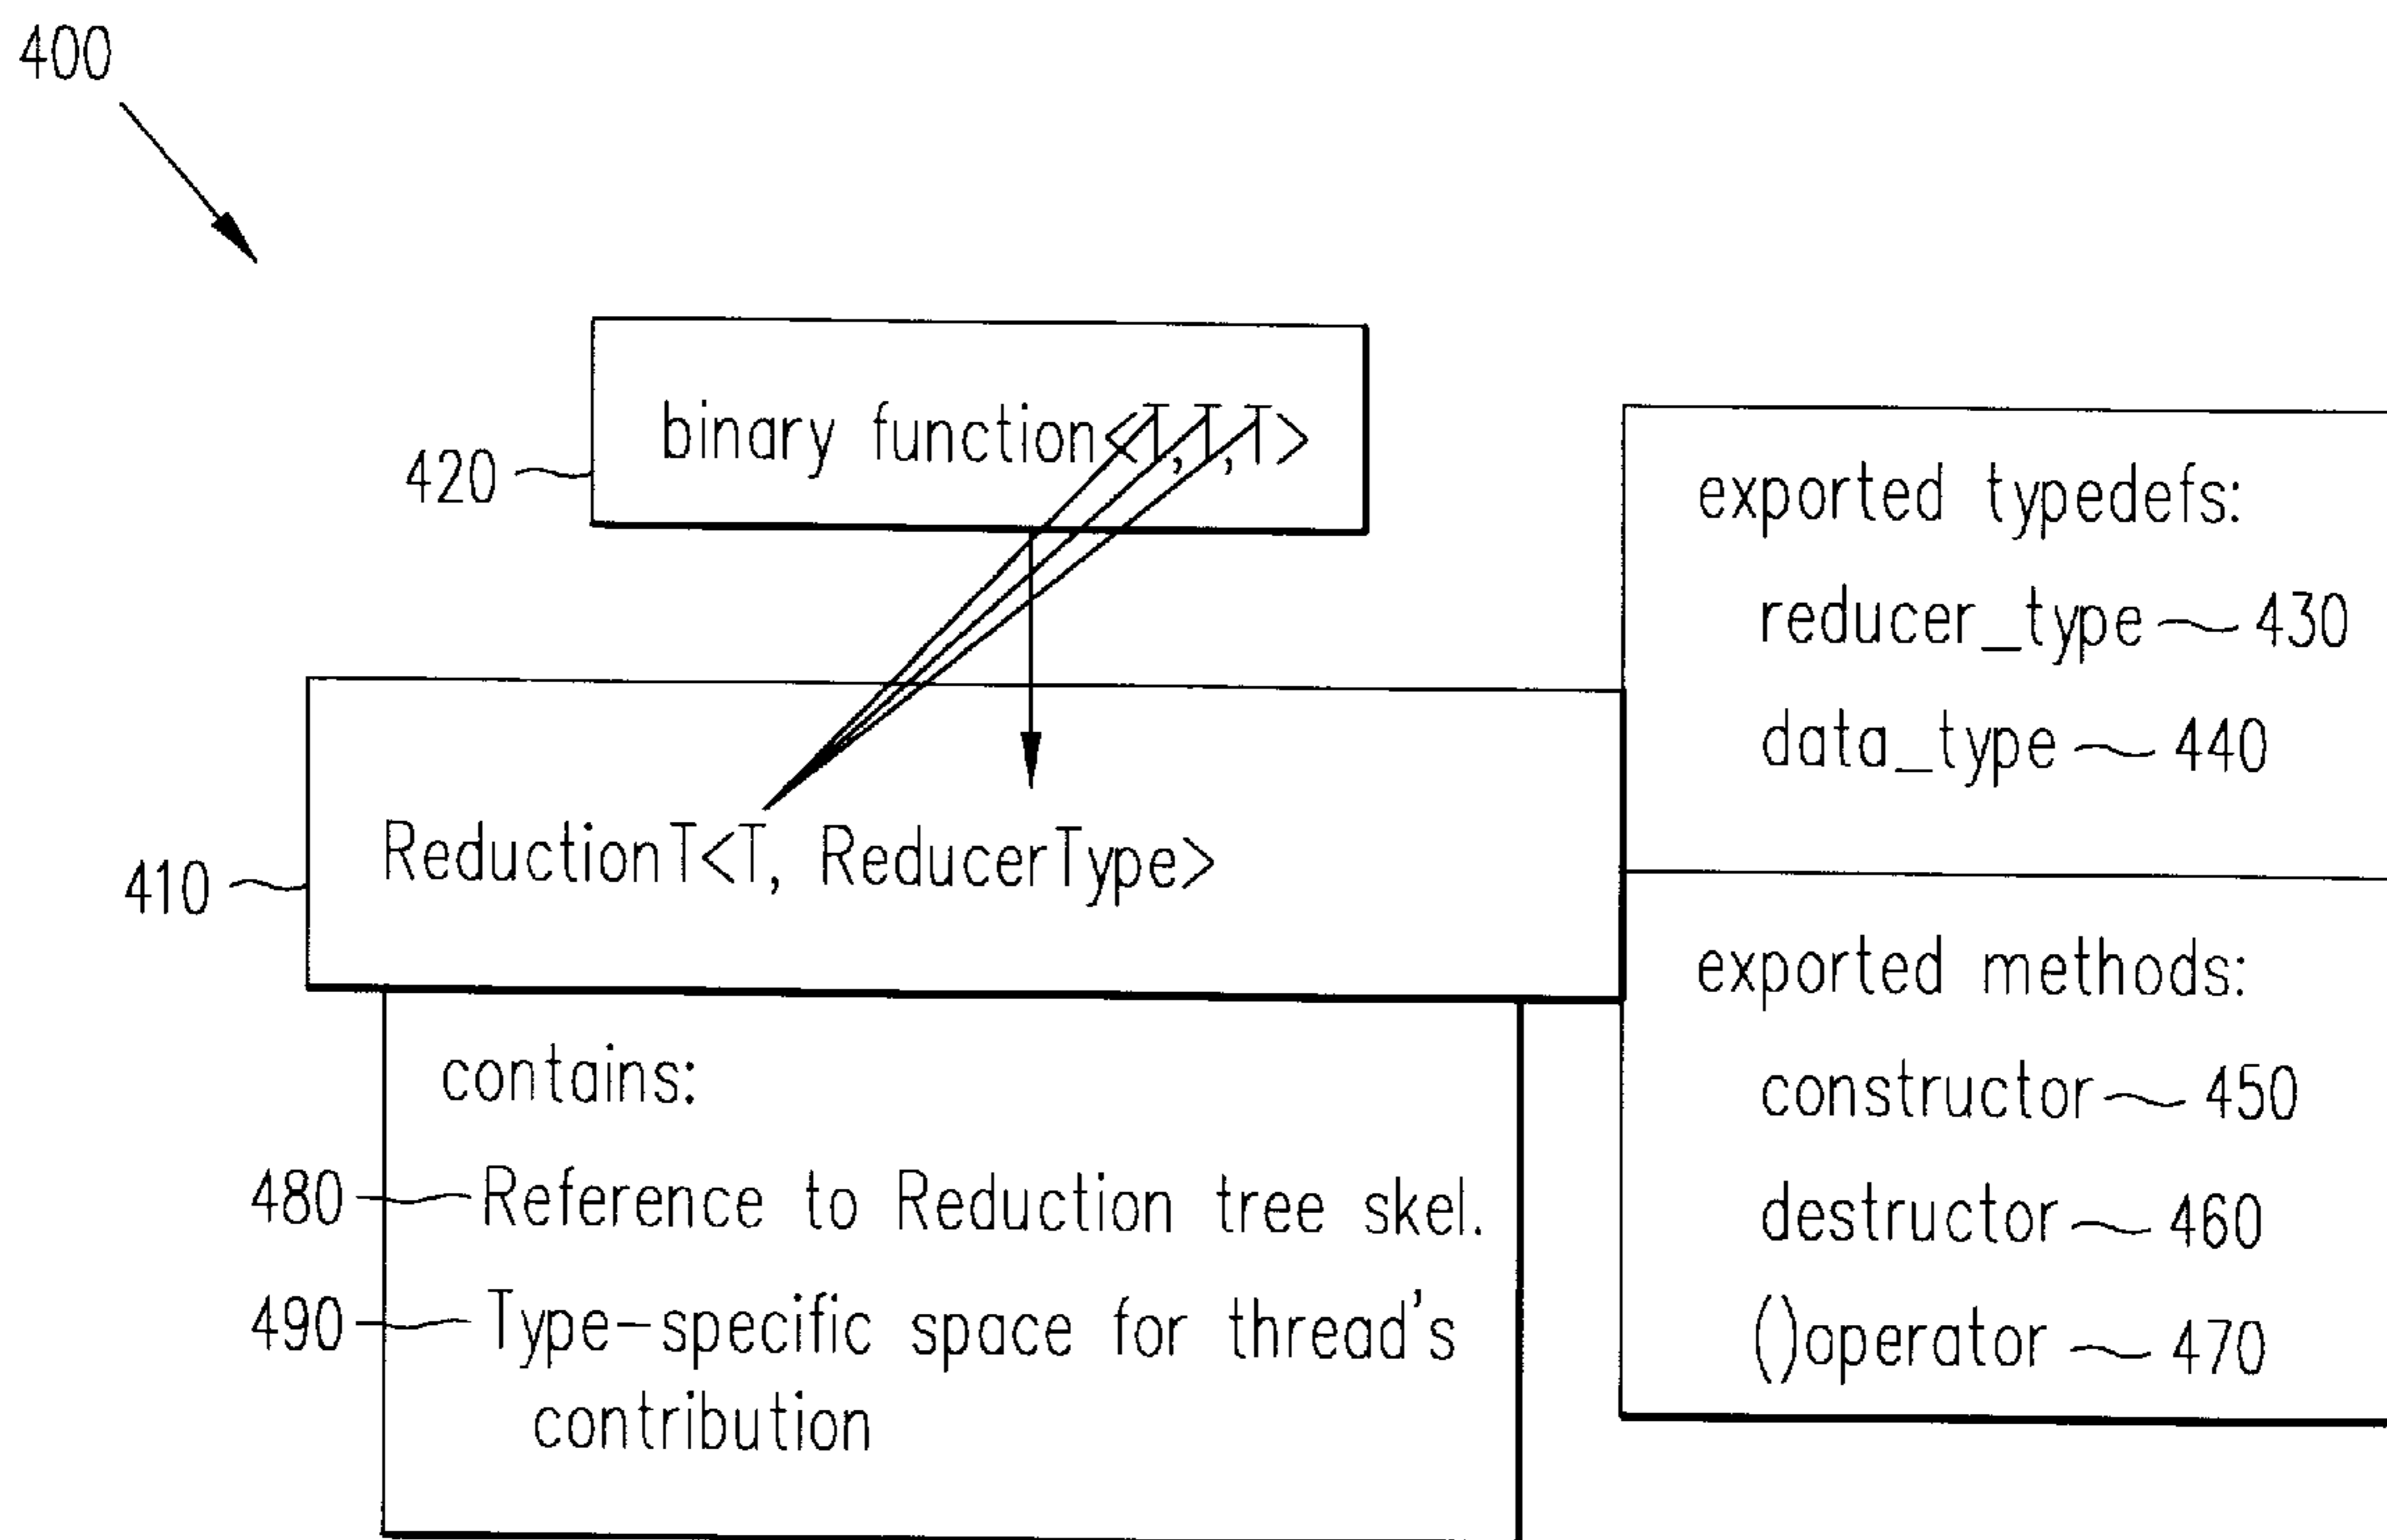 400
binary function<T,T,T>
420
exported typedefs:
reducer_type 430
data_type 440
ReductionT<T, ReducerType>
410
exported methods:
constructor 450
destructor 460
()operator 470
contains:
480 Reference to Reduction tree skel.
490 Type-specific space for thread's
contribution